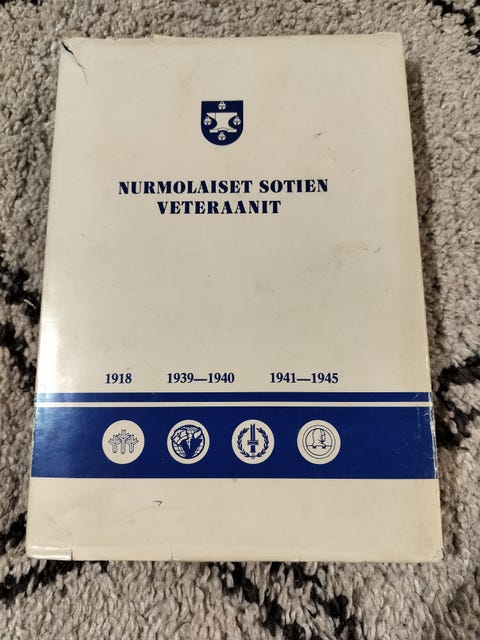 NURMOLAISET SOTIEN
VETERAANIT
1918 1939—1940 1941—1945